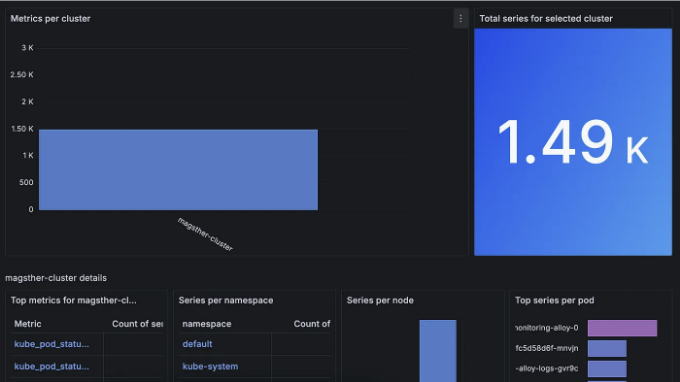 Metrics per cluster
3 K
2.50 K
2 K
1.50 K
1 K
500
0
magsther-cluster
Total series for selected cluster
1.49 K
magsther-cluster details
Top metrics for magsther-cl...
Metric Count of ser
kube_pod_statu...
kube_pod_statu...
Series per namespace
namespace Count of
default
kube-system
Series per node
Top series per pod
onitoring-alloy-0
fc5d58d6f-mnvjn
-alloy-logs-gvr9c